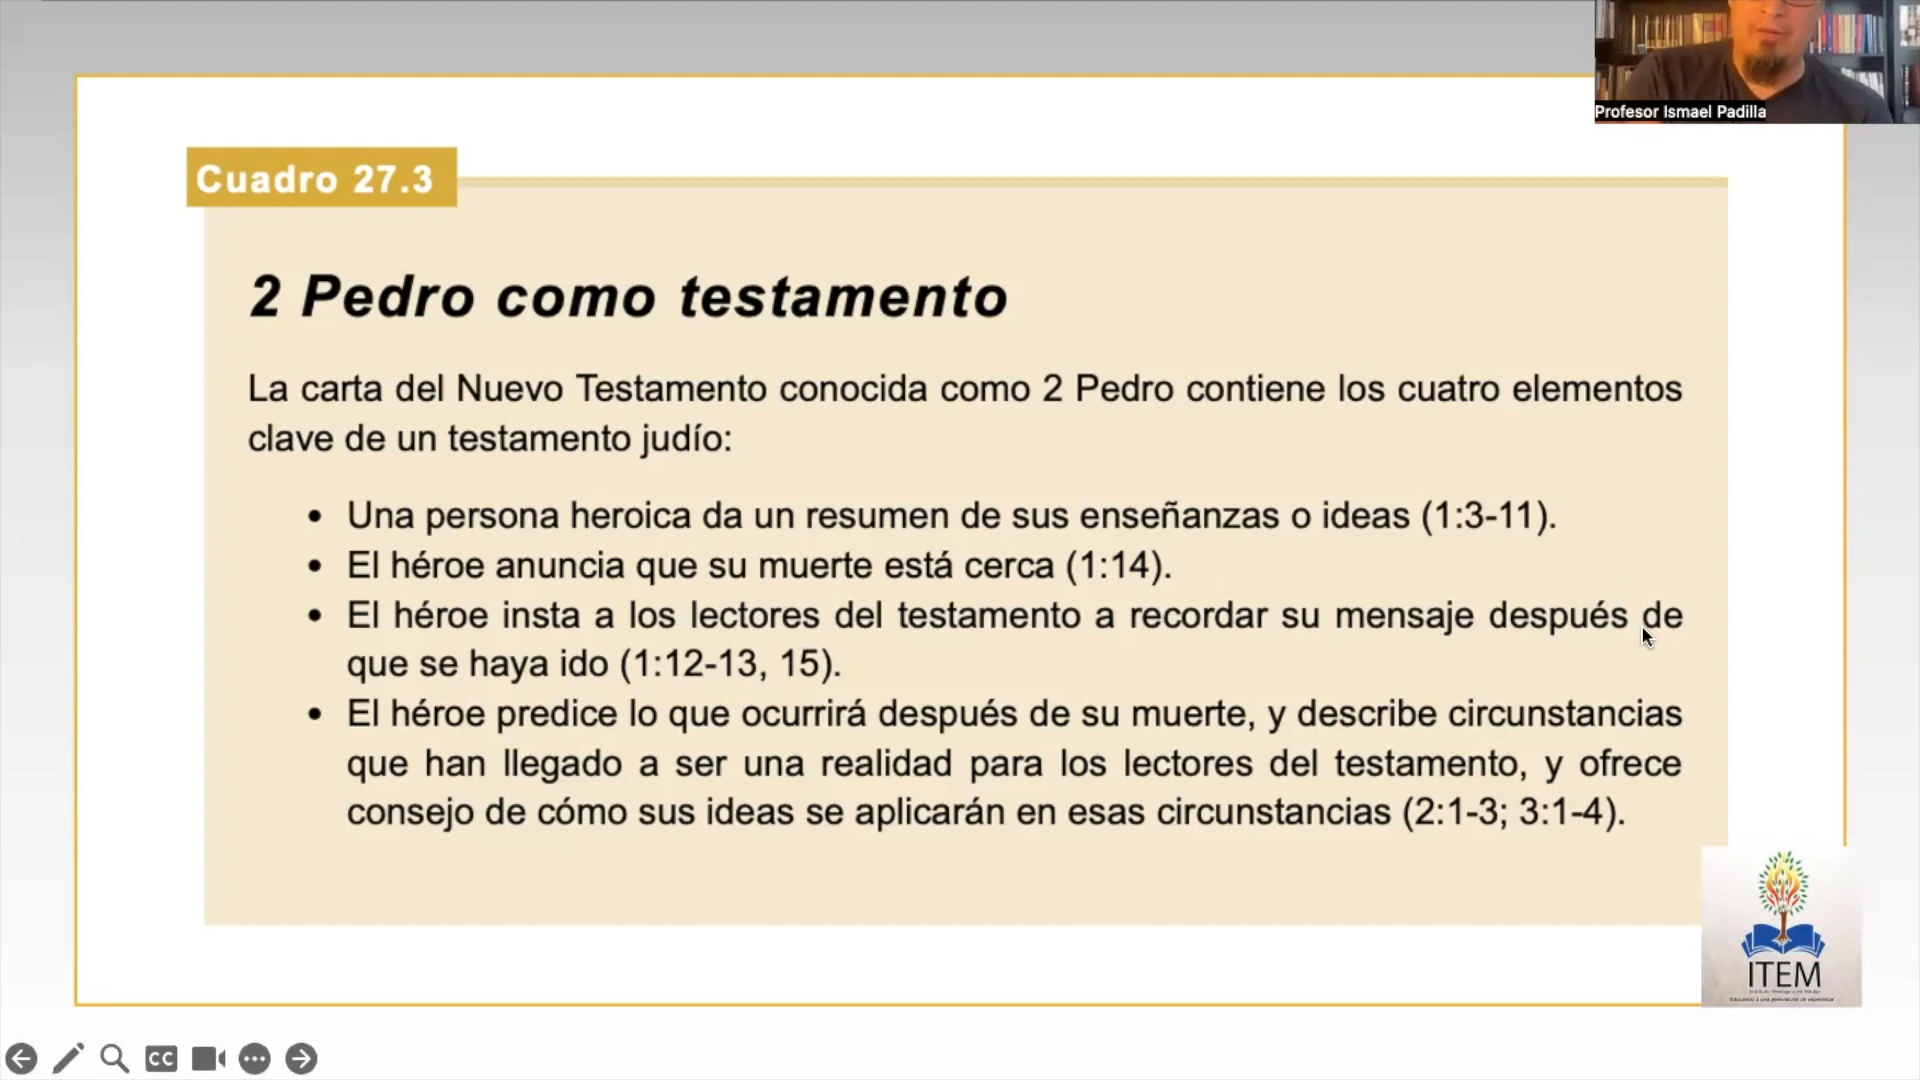 Profesor Ismael Padilla
Cuadro 27.3
2 Pedro como testamento
La carta del Nuevo Testamento conocida como 2 Pedro contiene los cuatro elementos
clave de un testamento judío:
• Una persona heroica da un resumen de sus enseñanzas o ideas (1:3-11).
• El héroe anuncia que su muerte está cerca (1:14).
• El héroe insta a los lectores del testamento a recordar su mensaje después de
que se haya ido (1:12-13, 15).
• El héroe predice lo que ocurrirá después de su muerte, y describe circunstancias
que han llegado a ser una realidad para los lectores del testamento, y ofrece
consejo de cómo sus ideas se aplicarán en esas circunstancias (2:1-3; 3:1-4).
ITEM
CC